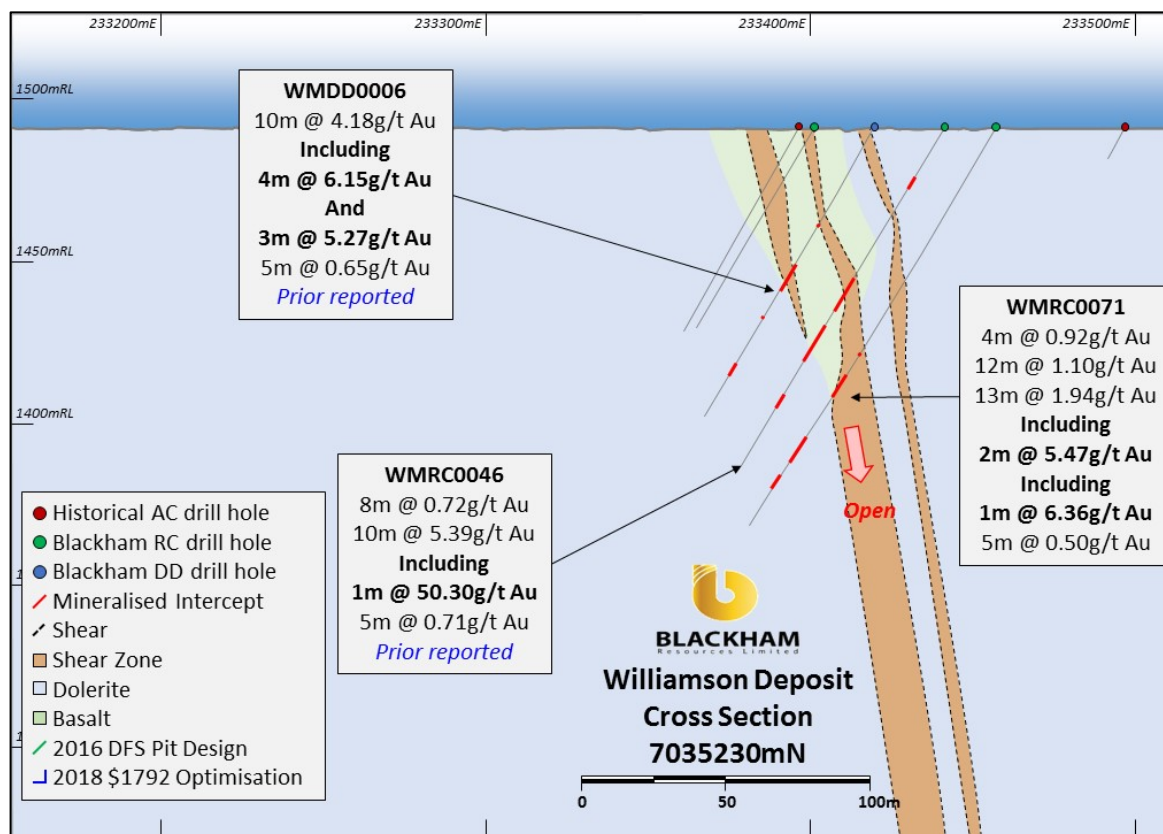 233200mE
233300mE
233400mE
233500mE
1500mRL
1450mRL
1400mRL
WMDD0006
10m @ 4.18g/t Au
Including
4m @ 6.15g/t Au
And
3m @ 5.27g/t Au
5m @ 0.65g/t Au
Prior reported
WMRC0071
4m @ 0.92g/t Au
12m @ 1.10g/t Au
13m @ 1.94g/t Au
Including
2m @ 5.47g/t Au
Including
1m @ 6.36g/t Au
5m @ 0.50g/t Au
WMRC0046
8m @ 0.72g/t Au
10m @ 5.39g/t Au
Including
1m @ 50.30g/t Au
5m @ 0.71g/t Au
Prior reported
Open
Historical AC drill hole
Blackham RC drill hole
Blackham DD drill hole
Mineralised Intercept
Shear
Shear Zone
Dolerite
Basalt
2016 DFS Pit Design
2018 $1792 Optimisation
BLACKHAM
Resources Limited
Williamson Deposit
Cross Section
7035230mN
0 50 100m